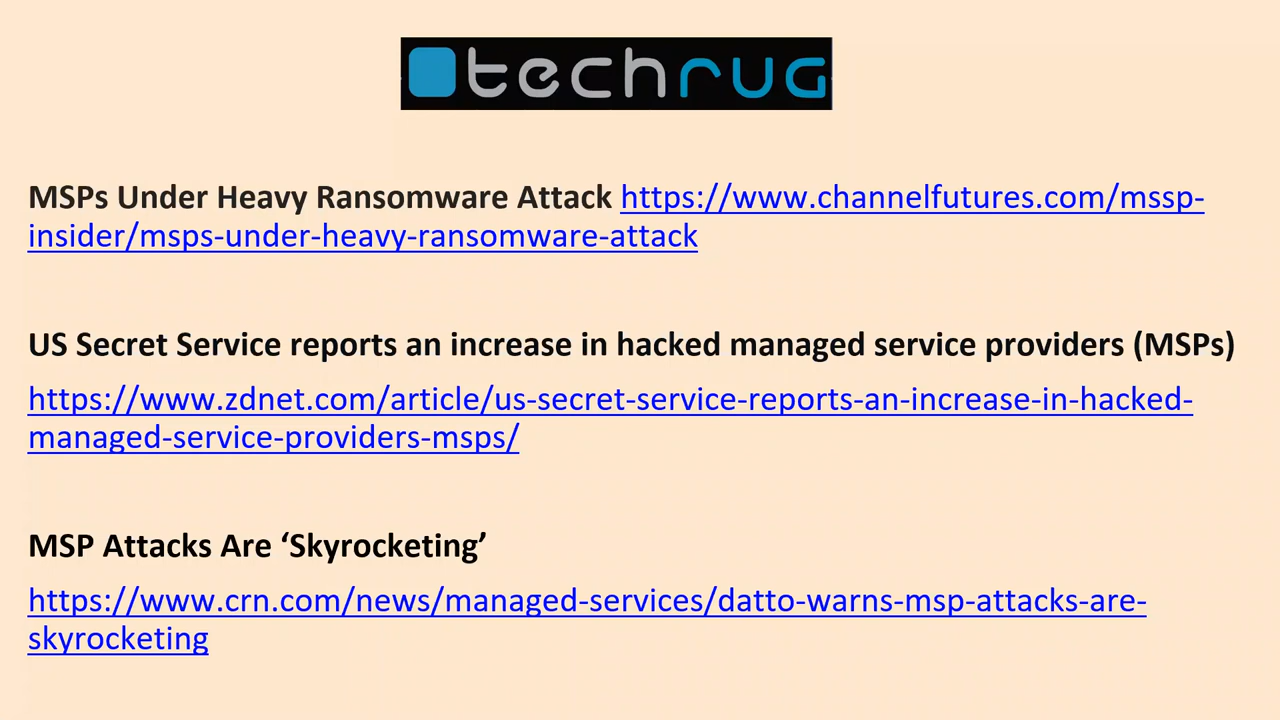 techrug
MSPs Under Heavy Ransomware Attack https://www.channelfutures.com/mssp-
insider/msps-under-heavy-ransomware-attack
US Secret Service reports an increase in hacked managed service providers (MSPs)
https://www.zdnet.com/article/us-secret-service-reports-an-increase-in-hacked-
managed-service-providers-msps/
MSP Attacks Are ‘Skyrocketing’
https://www.crn.com/news/managed-services/datto-warns-msp-attacks-are-
skyrocketing